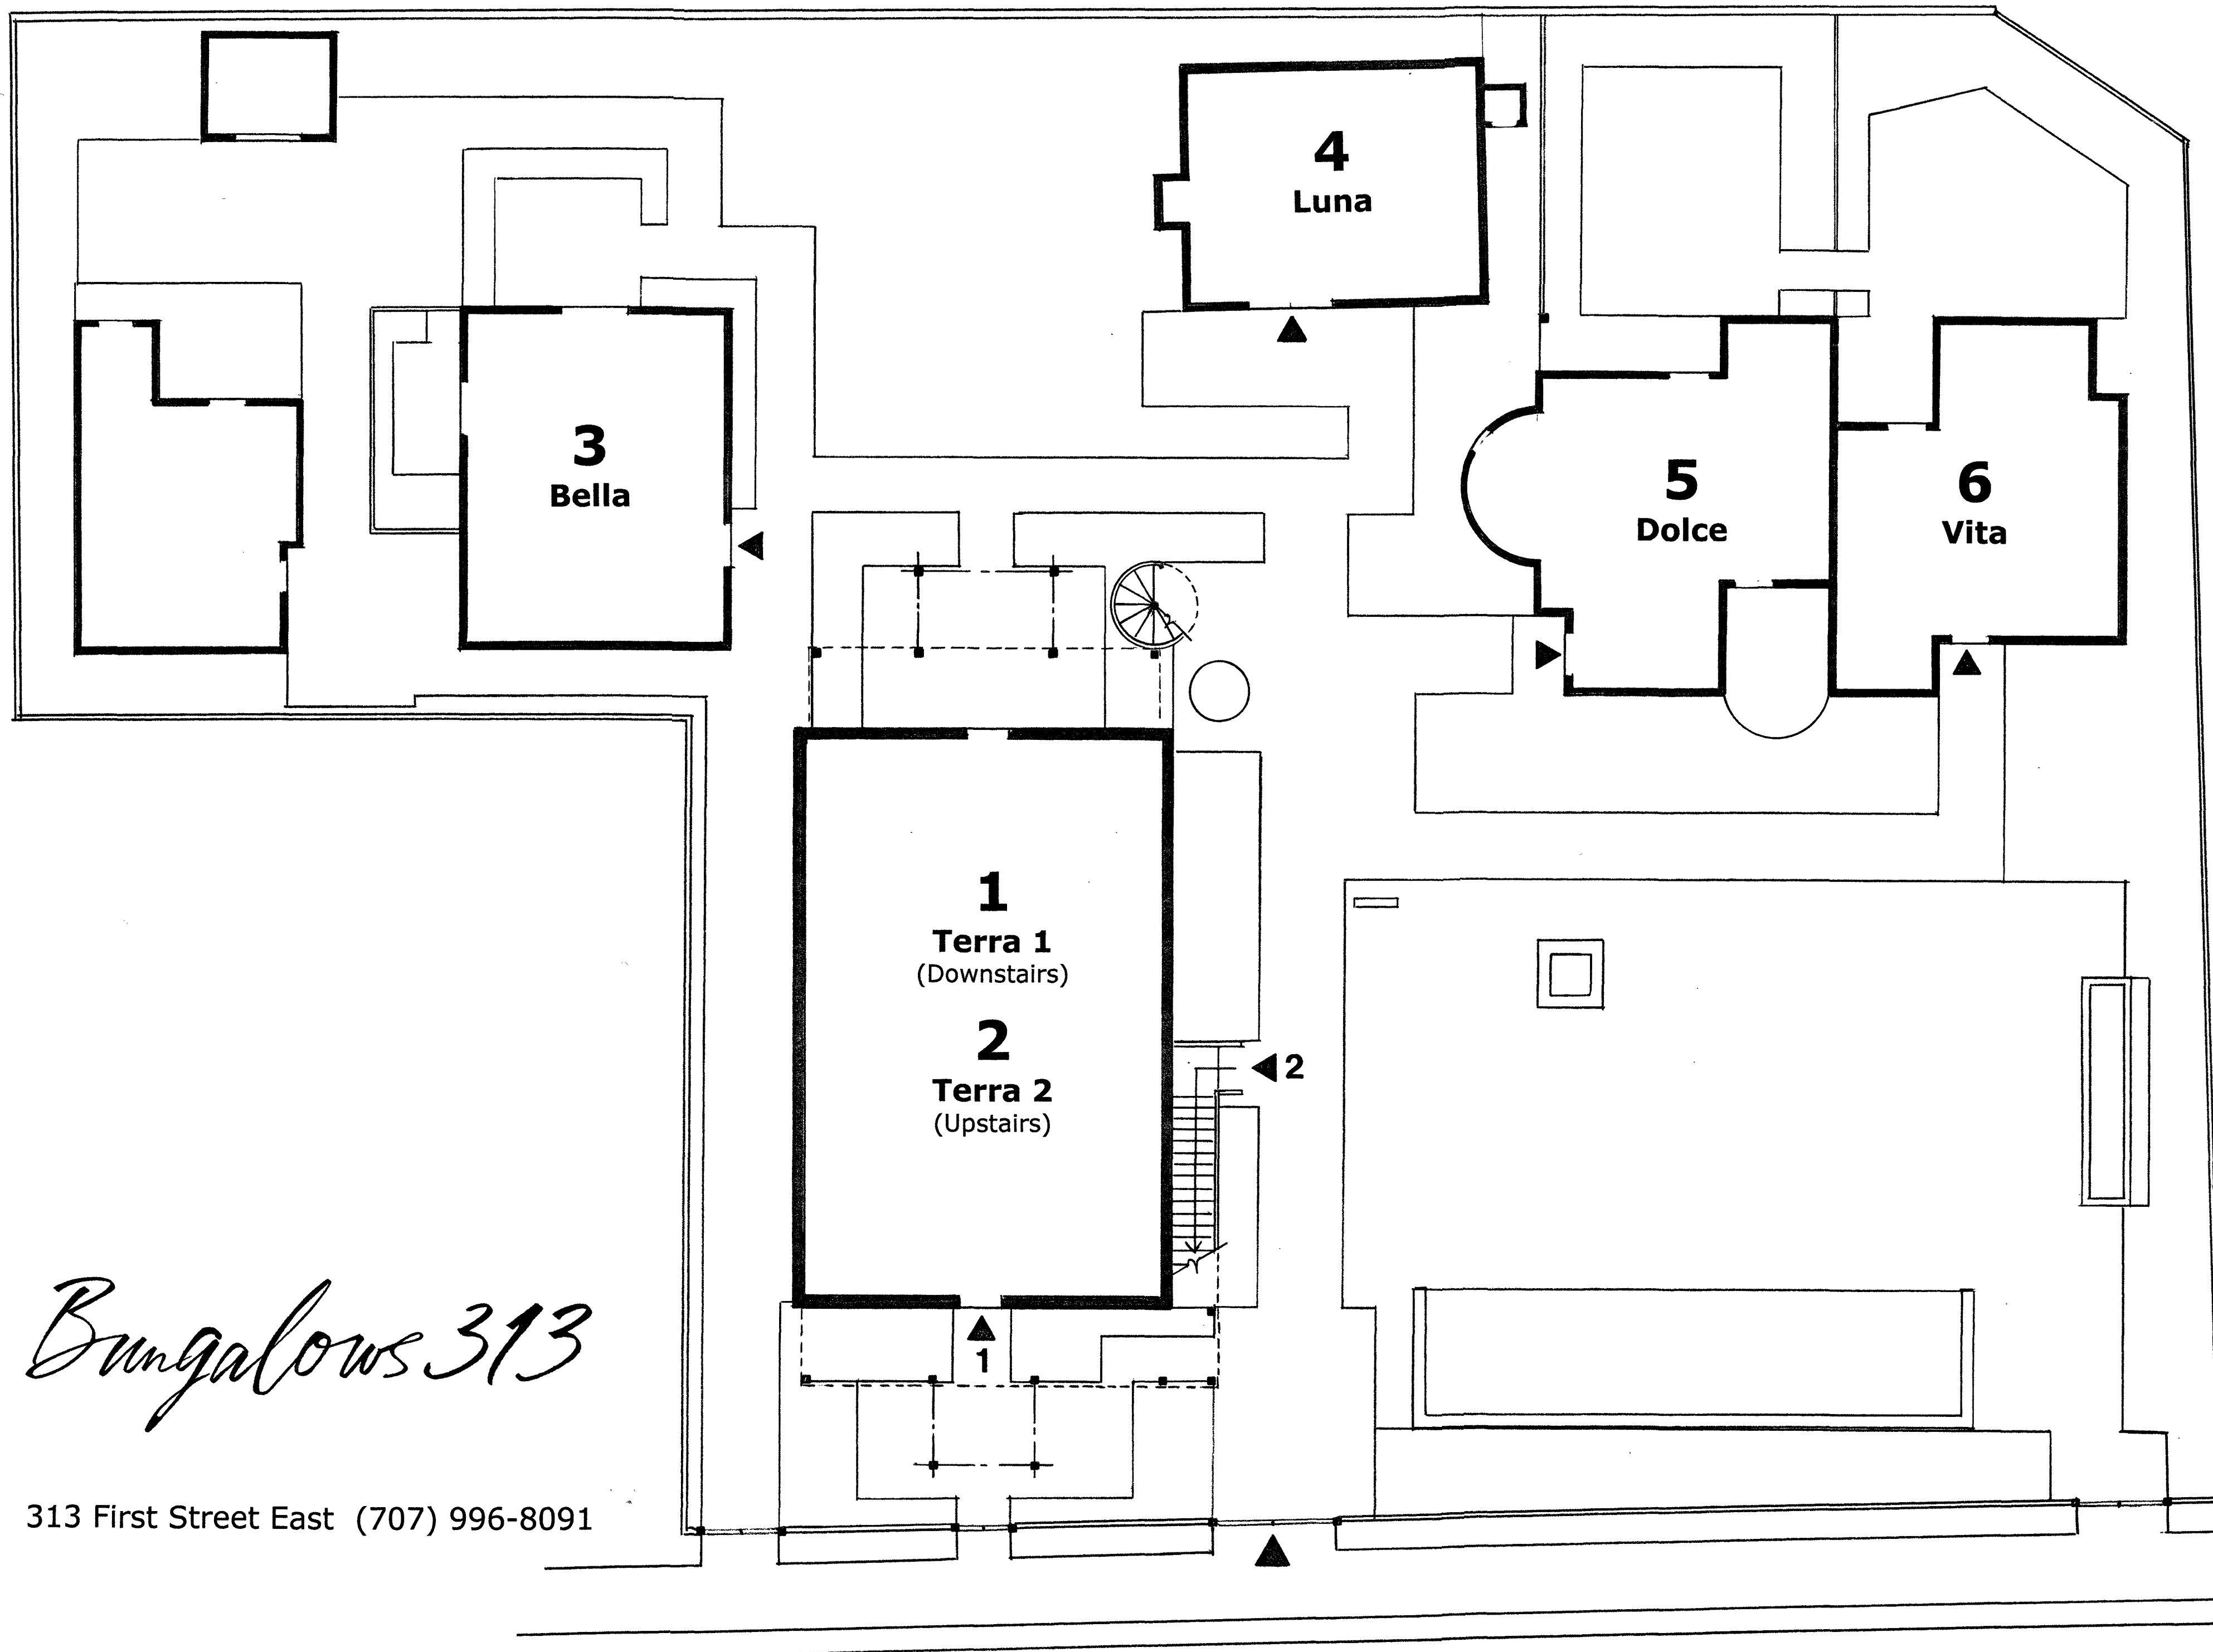 4
Luna
3
Bella
5
Dolce
6
Vita
1
Terra 1
(Downstairs)
2
Terra 2
(Upstairs)
2
1
Bungalows 313
313 First Street East (707) 996-8091